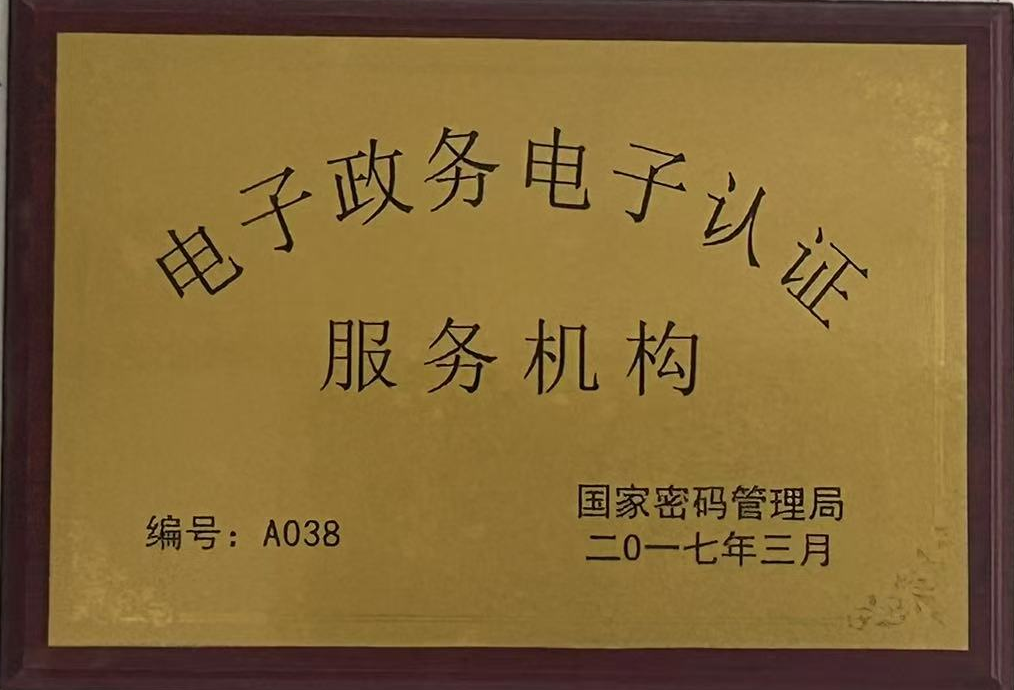 电子政务电子认证
服务机构
编号：A038
国家密码管理局
二0一七年三月